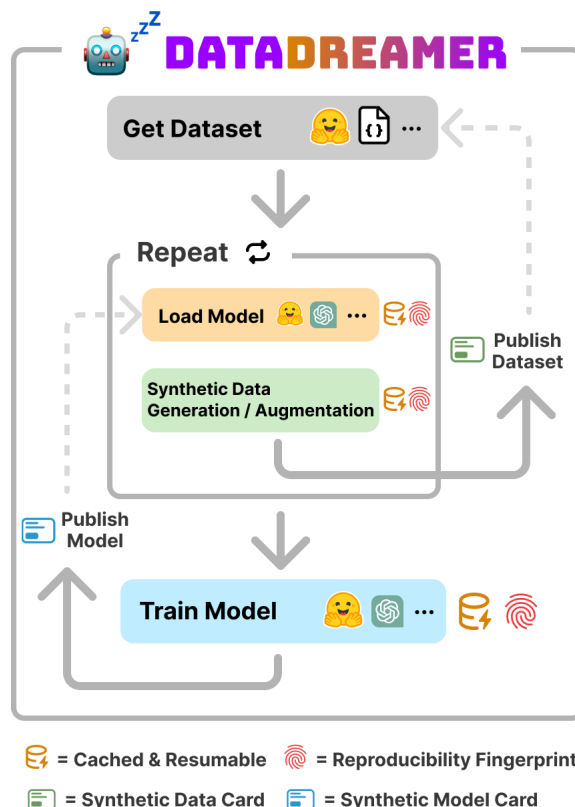 zzZ
DATADREAMER
Get Dataset
Repeat
Load Model
Synthetic Data
Generation / Augmentation
Publish
Dataset
Publish
Model
Train Model
= Cached & Resumable
= Reproducibility Fingerprint
= Synthetic Data Card
= Synthetic Model Card